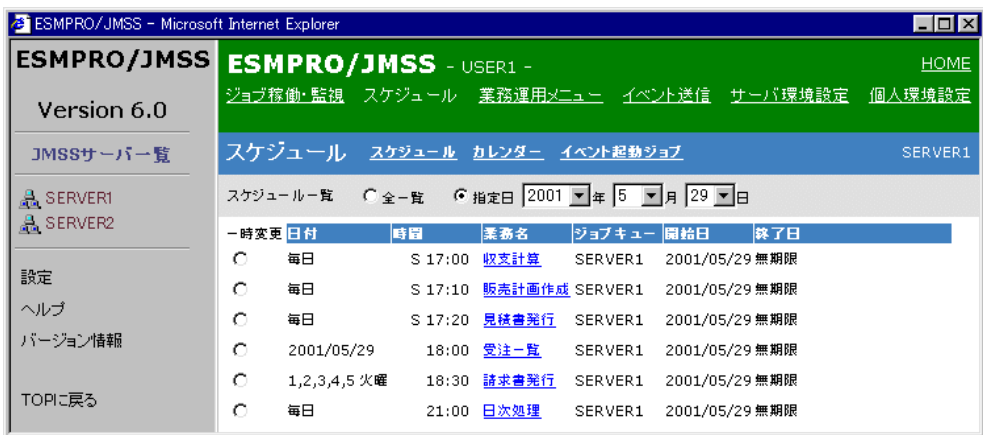 ESMPRO/JMSS - Microsoft Internet Explorer
ESMPRO/JMSS
Version 6.0
JMSSサーバ一覧
SERVER1
SERVER2
設定
ヘルプ
バージョン情報
TOPに戻る
ESMPRO/JMSS - USER1 - HOME
ジョブ稼働・監視 スケジュール 業務運用メニュー イベント送信 サーバ環境設定 個人環境設定
スケジュール スケジュール カレンダー イベント起動ジョブ SERVER1
スケジュール一覧 全一覧 指定日 2001 年 5 月 29 日
一時変更 日付 時間 業務名 ジョブキュー 開始日 終了日
毎日 S 17:00 収支計算 SERVER1 2001/05/29 無期限
毎日 S 17:10 販売計画作成 SERVER1 2001/05/29 無期限
毎日 S 17:20 見積書発行 SERVER1 2001/05/29 無期限
2001/05/29 18:00 受注一覧 SERVER1 2001/05/29 無期限
1,2,3,4,5 火曜 18:30 請求書発行 SERVER1 2001/05/29 無期限
毎日 21:00 日次処理 SERVER1 2001/05/29 無期限